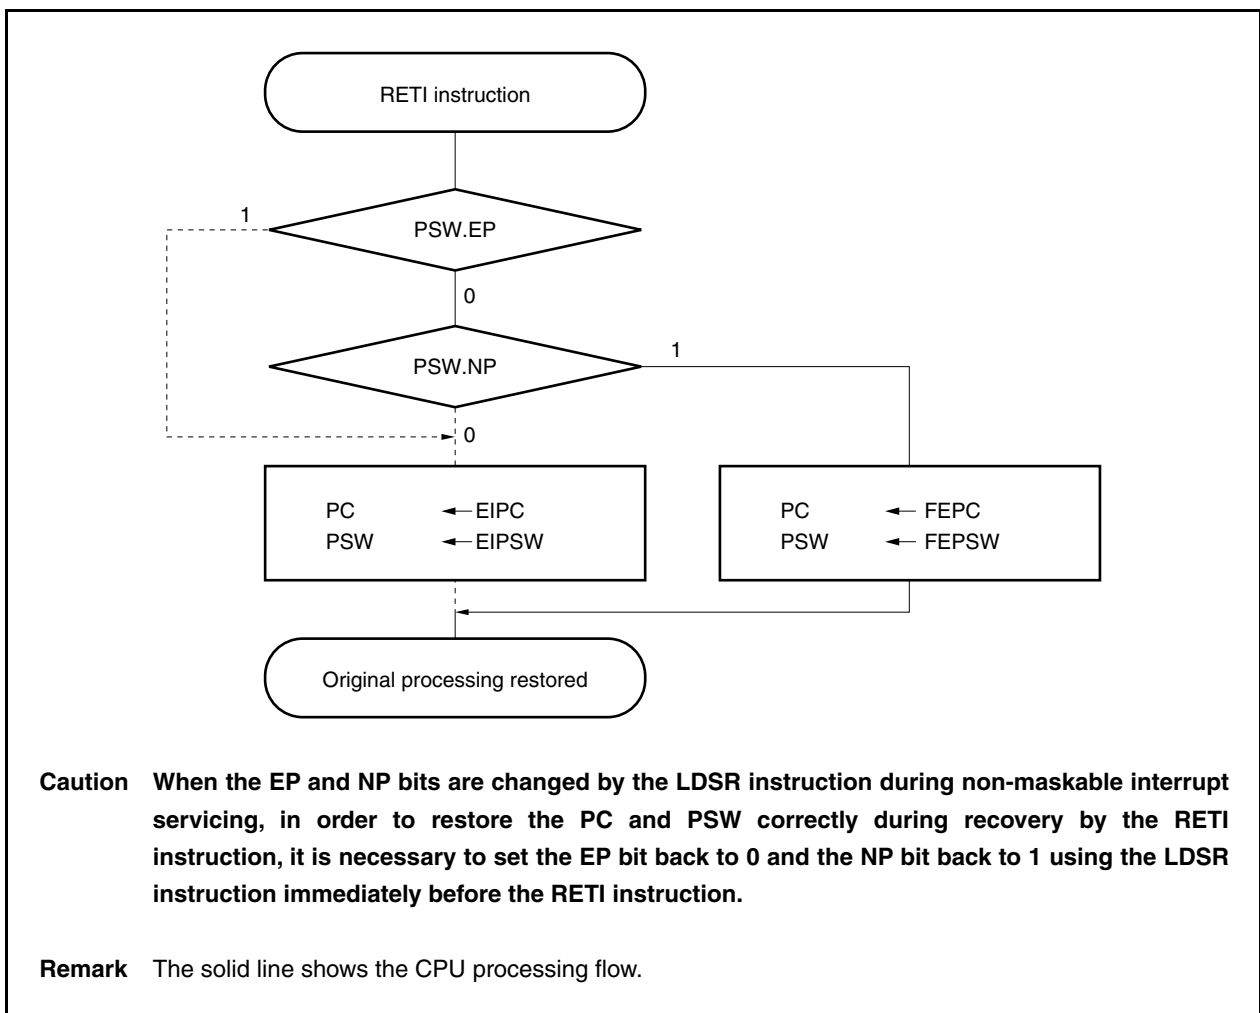 RETI instruction
1
PSW.EP
0
PSW.NP
1
0
PC ← EIPC
PSW ← EIPSW
PC ← FEPC
PSW ← FEPSW
Original processing restored
Caution When the EP and NP bits are changed by the LDSR instruction during non-maskable interrupt
servicing, in order to restore the PC and PSW correctly during recovery by the RETI
instruction, it is necessary to set the EP bit back to 0 and the NP bit back to 1 using the LDSR
instruction immediately before the RETI instruction.
Remark The solid line shows the CPU processing flow.